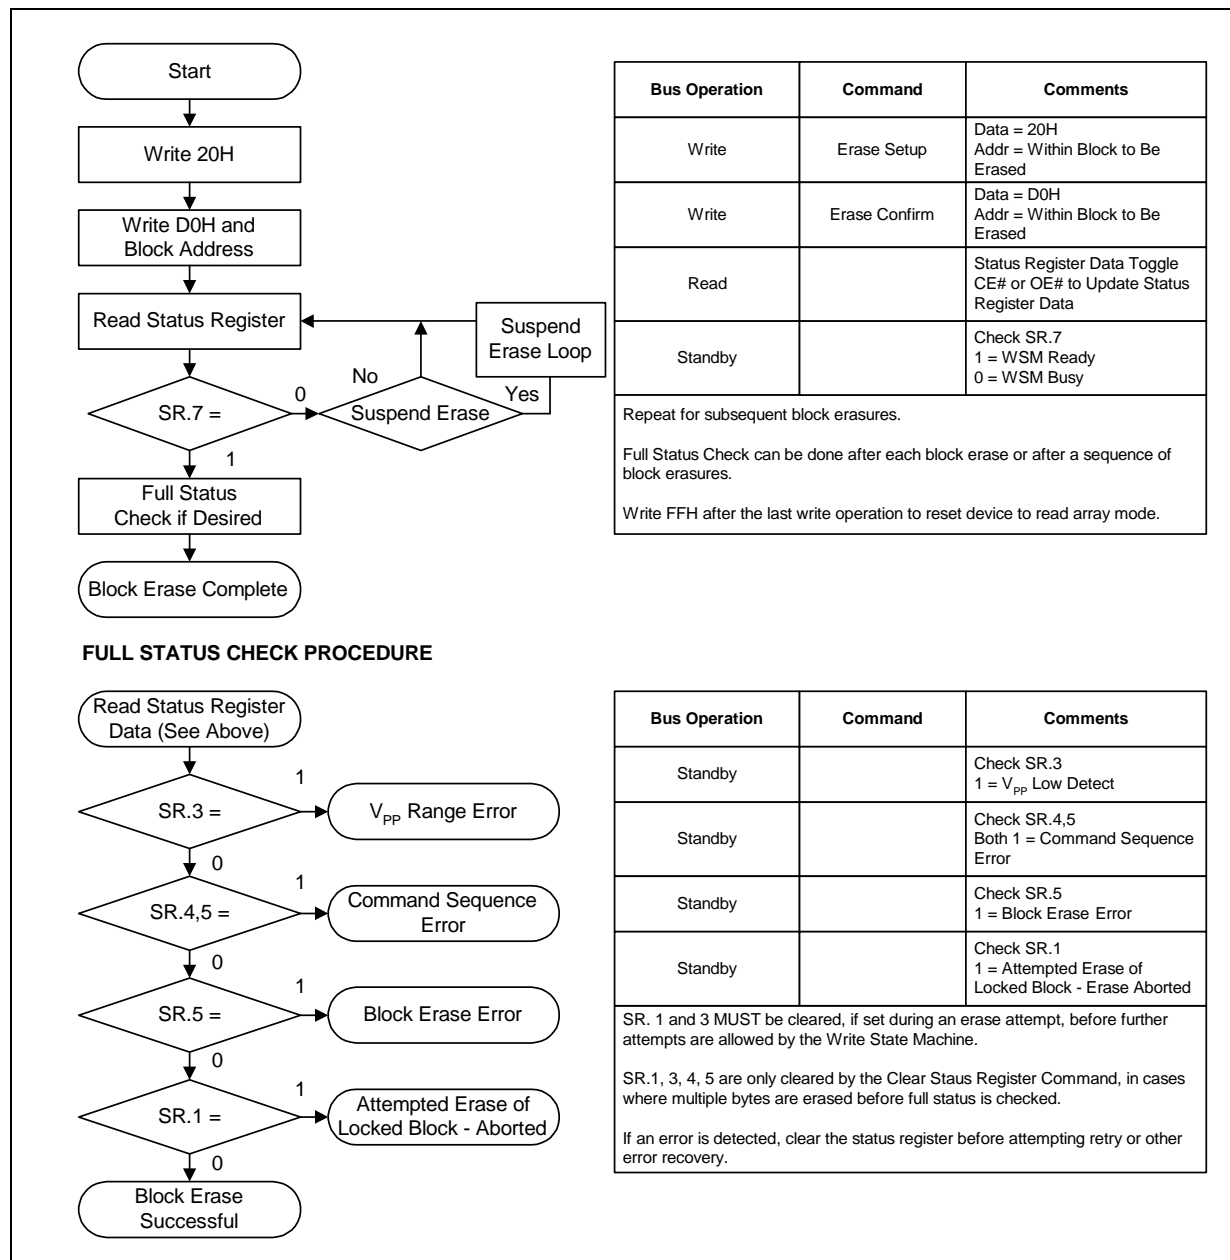 Start
Write 20H
Write D0H and
Block Address
Read Status Register
Suspend
Erase Loop
No
Yes
SR.7 =
0
Suspend Erase
1
Full Status
Check if Desired
Block Erase Complete
Bus Operation
Command
Comments
Write
Erase Setup
Data = 20H
Addr = Within Block to Be
Erased
Write
Erase Confirm
Data = D0H
Addr = Within Block to Be
Erased
Read
Status Register Data Toggle
CE# or OE# to Update Status
Register Data
Standby
Check SR.7
1 = WSM Ready
0 = WSM Busy
Repeat for subsequent block erasures.
Full Status Check can be done after each block erase or after a sequence of
block erasures.
Write FFH after the last write operation to reset device to read array mode.
FULL STATUS CHECK PROCEDURE
Read Status Register
Data (See Above)
1
SR.3 =
VPP Range Error
0
1
SR.4,5 =
Command Sequence
Error
0
1
SR.5 =
Block Erase Error
0
1
SR.1 =
Attempted Erase of
Locked Block - Aborted
0
Block Erase
Successful
Bus Operation
Command
Comments
Standby
Check SR.3
1 = VPP Low Detect
Standby
Check SR.4,5
Both 1 = Command Sequence
Error
Standby
Check SR.5
1 = Block Erase Error
Standby
Check SR.1
1 = Attempted Erase of
Locked Block - Erase Aborted
SR. 1 and 3 MUST be cleared, if set during an erase attempt, before further
attempts are allowed by the Write State Machine.
SR.1, 3, 4, 5 are only cleared by the Clear Staus Register Command, in cases
where multiple bytes are erased before full status is checked.
If an error is detected, clear the status register before attempting retry or other
error recovery.